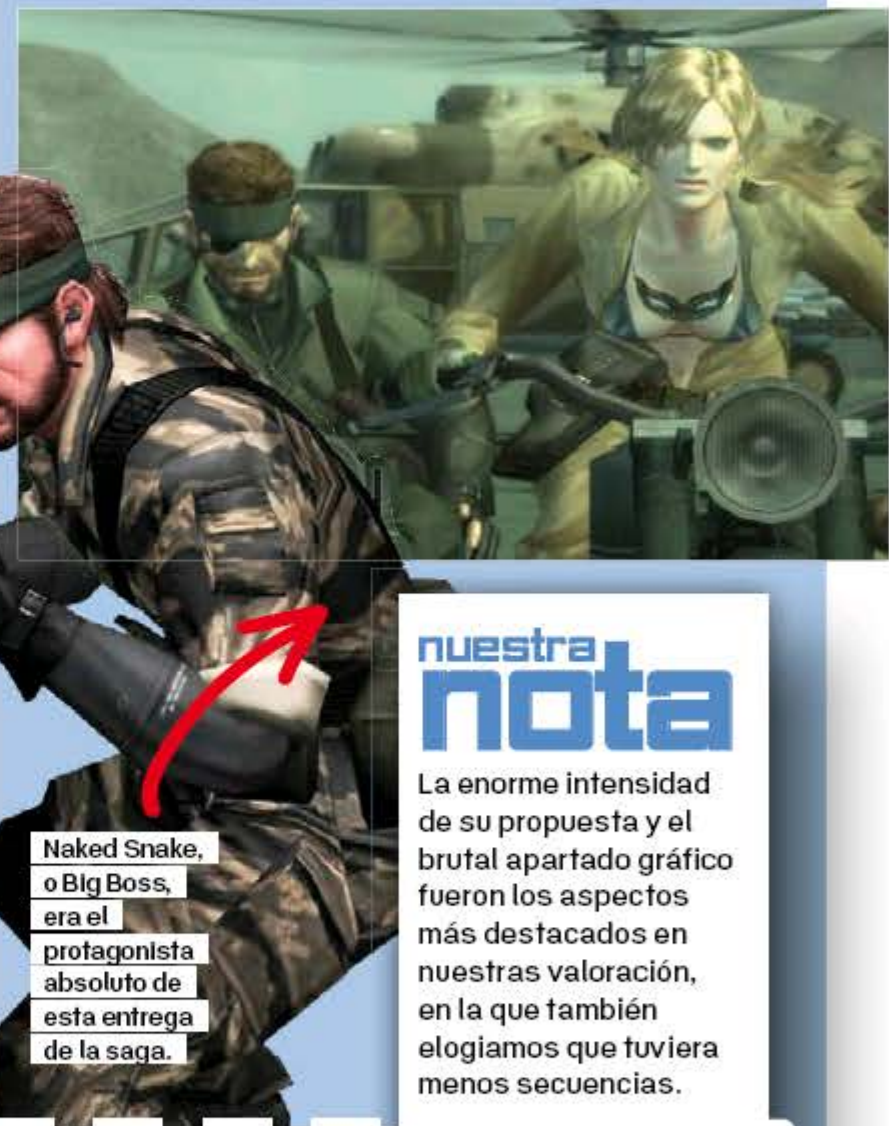 Naked Snake,
o Big Boss,
era el
protagonista
absoluto de
esta entrega
de la saga.
nuestra
nota
La enorme intensidad
de su propuesta y el
brutal apartado gráfico
fueron los aspectos
más destacados en
nuestras valoración,
en la que también
elogiamos que tuviera
menos secuencias.